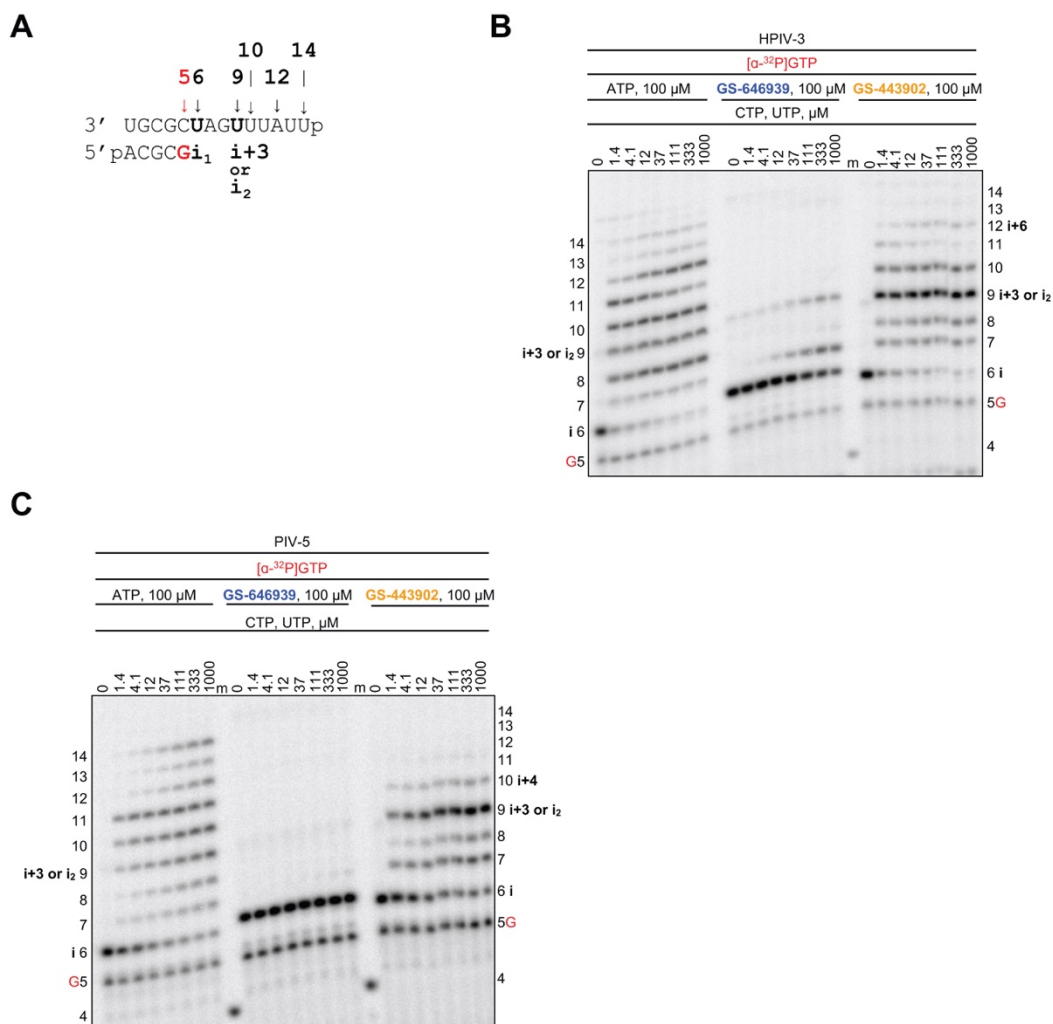 A
10 14
56 9 | 12 |
↓↓ ↓↓ ↓ ↓
3′ UGCGCUAGUUUAUUp
5′pACGCGi1 i+3
or
i2
B
HPIV-3
[α-32P]GTP
ATP, 100 µM GS-646939, 100 µM GS-443902, 100 µM
CTP, UTP, µM
0 1.4 4.1 12 37 111 333 1000 0 1.4 4.1 12 37 111 333 1000 m 0 1.4 4.1 12 37 111 333 1000
14
13
12
11
10
i+3 or i2 9
8
7
i 6
G5
14
13
12 i+6
11
10
9 i+3 or i2
8
7
6 i
5G
4
C
PIV-5
[α-32P]GTP
ATP, 100 µM GS-646939, 100 µM GS-443902, 100 µM
CTP, UTP, µM
0 1.4 4.1 12 37 111 333 1000 m 0 1.4 4.1 12 37 111 333 1000 m 0 1.4 4.1 12 37 111 333 1000
14
13
12
11
10
i+3 or i2 9
8
7
i 6
G5
4
14
13
12
11
10 i+4
9 i+3 or i2
8
7
6 i
5G
4